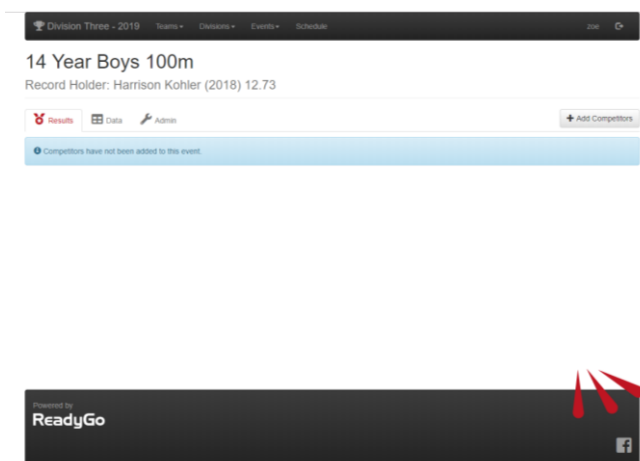 Division Three - 2019 Teams Divisions Events Schedule zoe
14 Year Boys 100m
Record Holder: Harrison Kohler (2018) 12.73
Results Data Admin + Add Competitors
Competitors have not been added to this event.
Powered by
ReadyGo